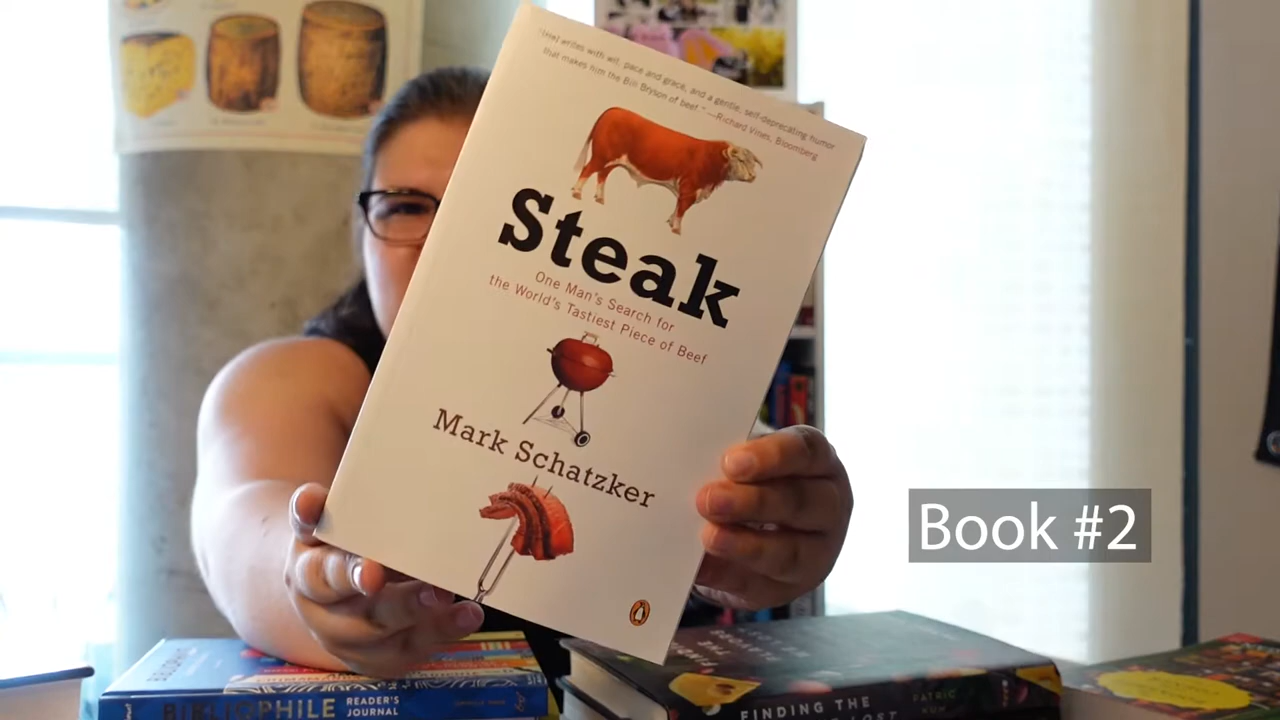 "[He] writes with wit, pace and grace, and a gentle, self-deprecating humor
that makes him the Bill Bryson of beef." —Richard Vines, Bloomberg
Steak
One Man's Search for
the World's Tastiest Piece of Beef
Mark Schatzker
Book #2
BIBLIOPHILE
READER'S
JOURNAL
FINDING THE
LOST